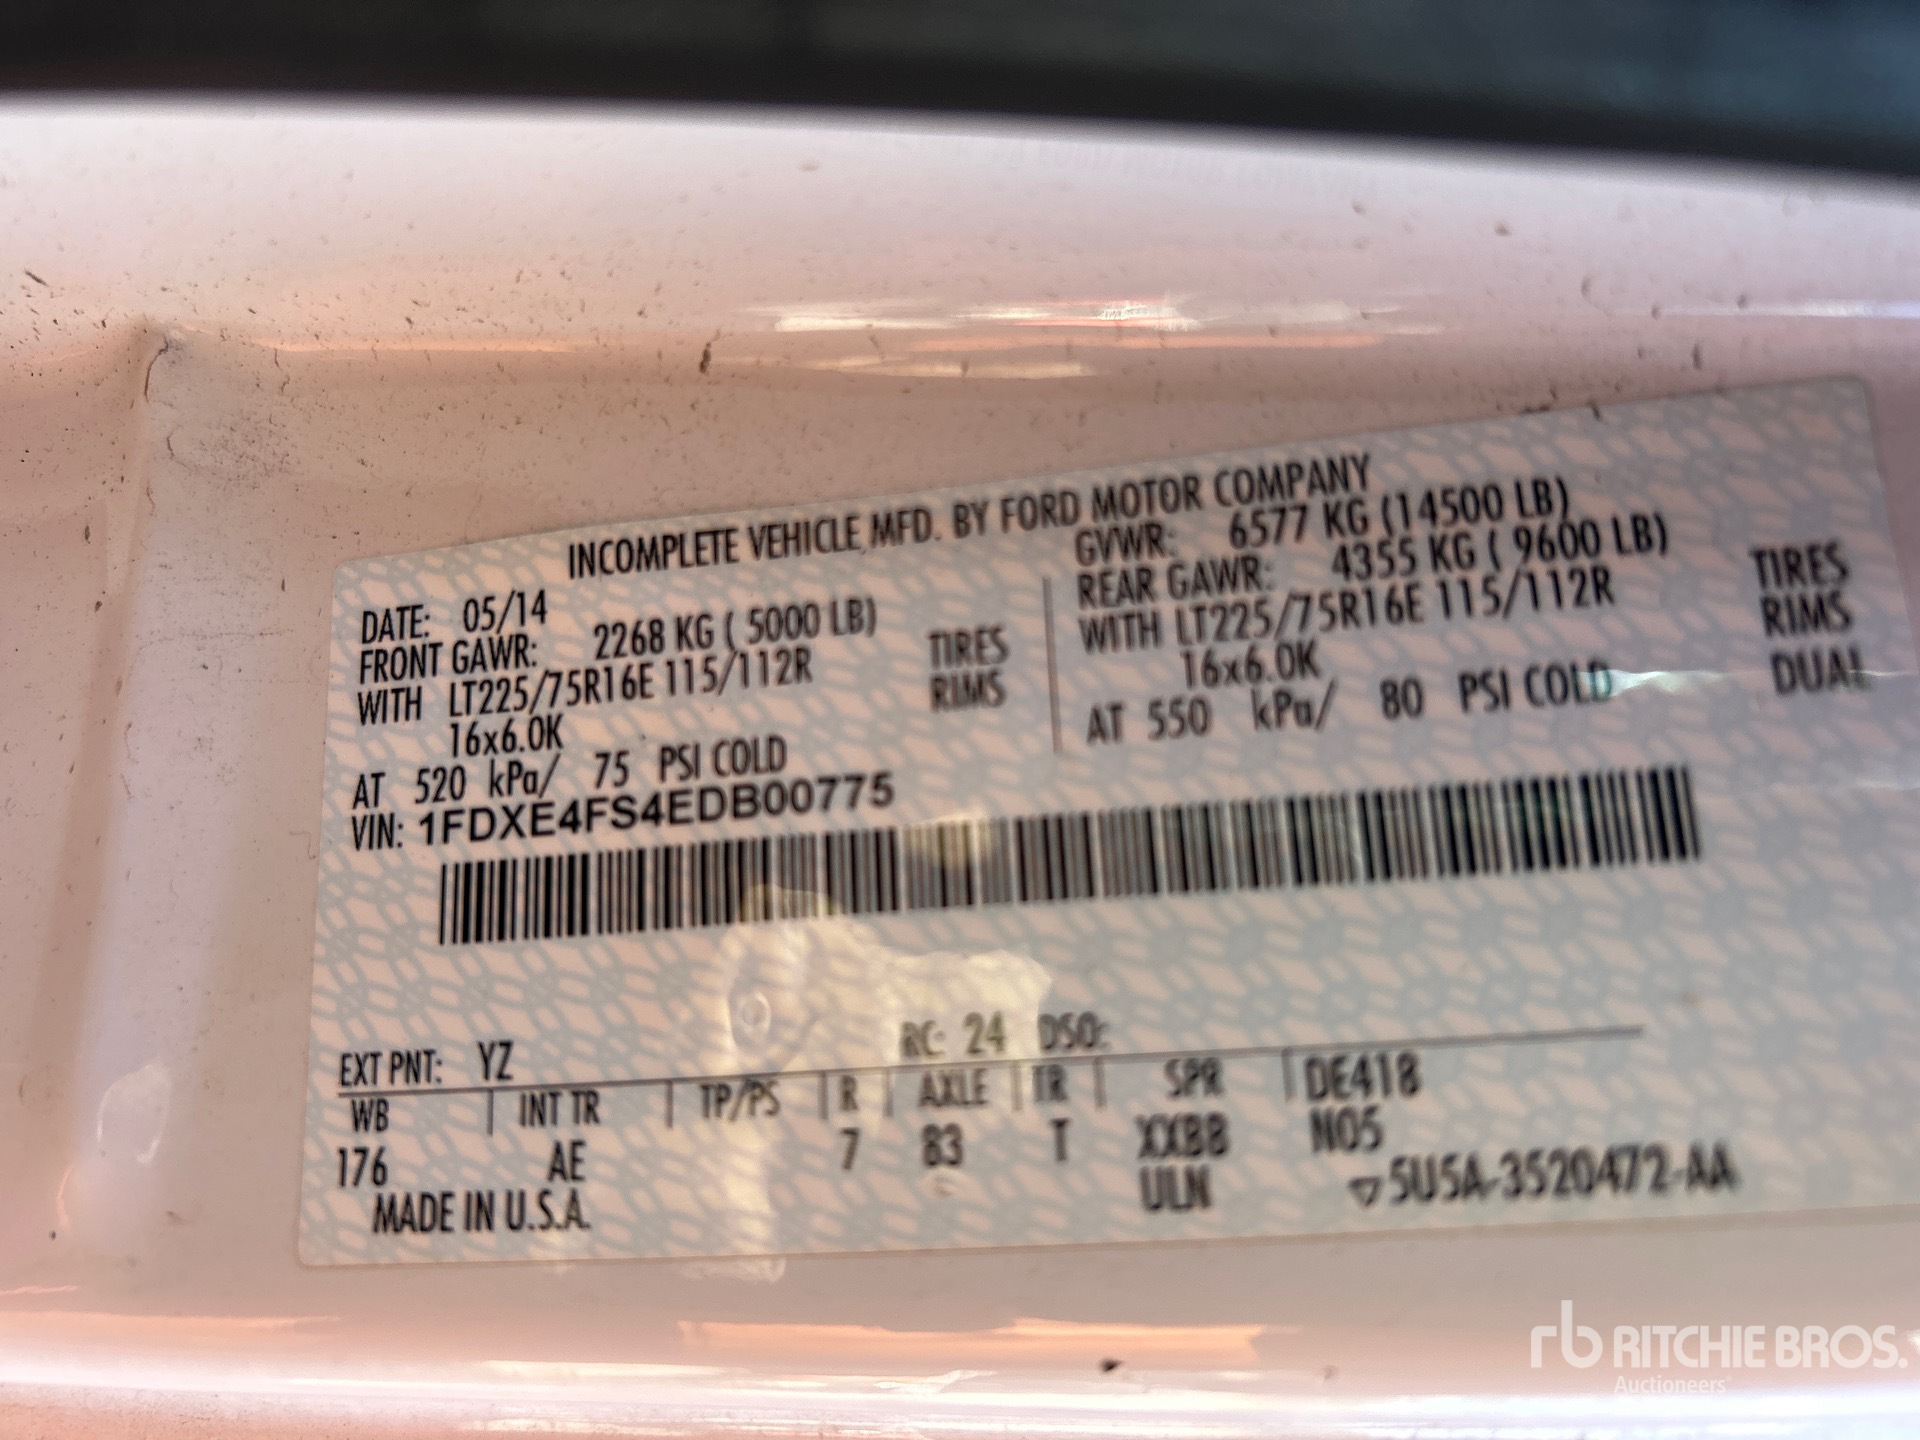 INCOMPLETE VEHICLE MFD. BY FORD MOTOR COMPANY
DATE: 05/14
FRONT GAWR: 2268 KG ( 5000 LB)
WITH LT225/75R16E 115/112R TIRES
16x6.0K RIMS
AT 520 kPa/ 75 PSI COLD
GVWR: 6577 KG (14500 LB)
REAR GAWR: 4355 KG ( 9600 LB)
WITH LT225/75R16E 115/112R TIRES
16x6.0K RIMS
AT 550 kPa/ 80 PSI COLD DUAL
VIN: 1FDXE4FS4EDB00775
EXT PNT: YZ RC: 24 DSO:
WB | INT TR | TP/PS | R | AXLE | TR | SPR | DE418
176 AE 7 83 T XXBB N05
MADE IN U.S.A. ULN ▽5U5A-3520472-AA
rb RITCHIE BROS.
Auctioneers